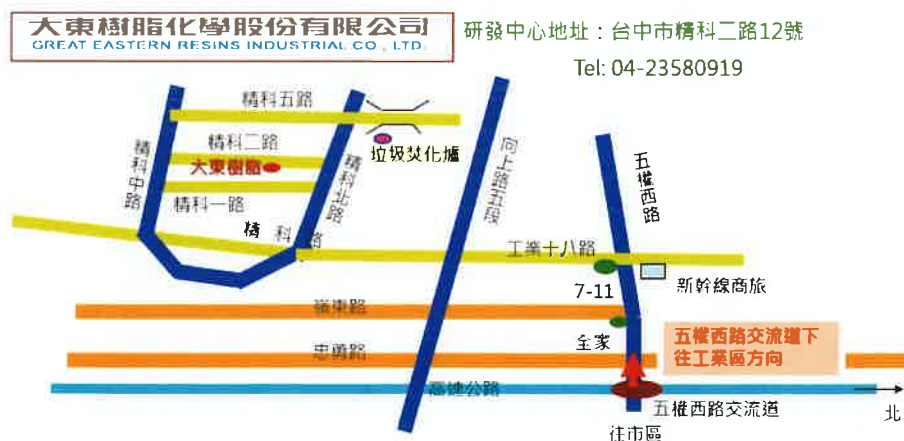 大東樹脂化學股份有限公司
GREAT EASTERN RESINS INDUSTRIAL CO., LTD.
研發中心地址：台中市精科二路12號
Tel: 04-23580919
精科五路
精科二路
垃圾焚化爐
大東樹脂
精科中路
精科北路
向上路五段
五權西路
精科一路
精 科 路
工業十八路
7-11
新幹線商旅
嶺東路
全家
五權西路交流道下
往工業區方向
忠勇路
高速公路
五權西路交流道
北
往市區